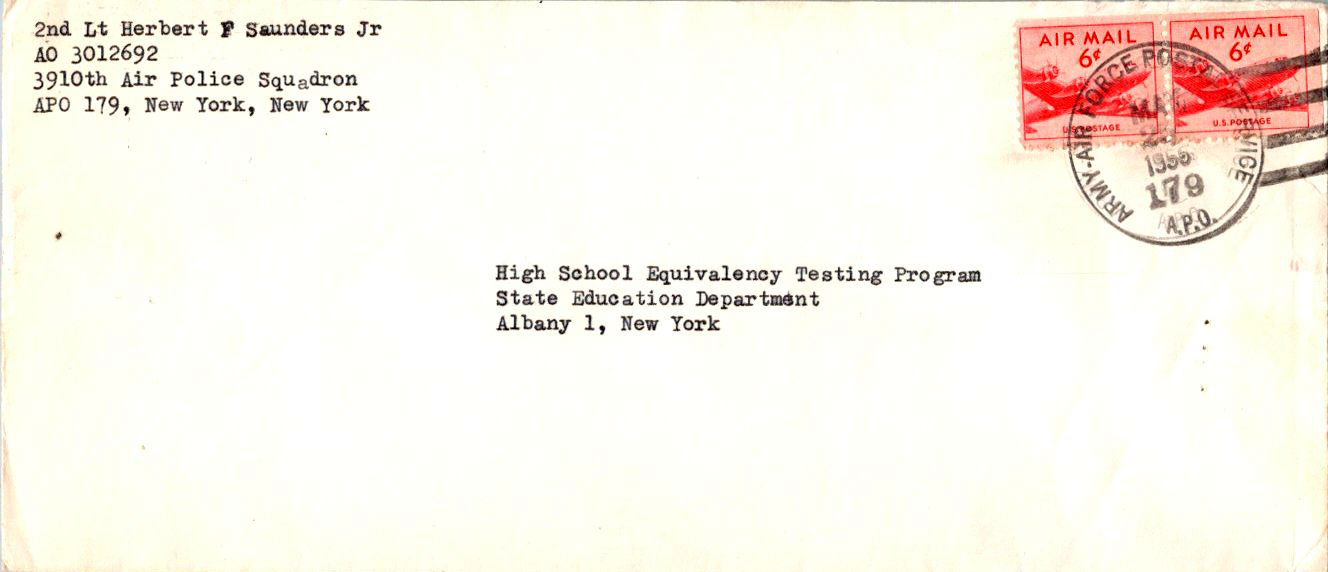 2nd Lt Herbert F Saunders Jr
AO 3012692
3910th Air Police Squadron
APO 179, New York, New York
AIR MAIL
6¢
U.S. POSTAGE
AIR MAIL
6¢
U.S. POSTAGE
ARMY-AIR FORCE POSTAL SERVICE
MAY
1955
179
A.P.O.
High School Equivalency Testing Program
State Education Department
Albany 1, New York